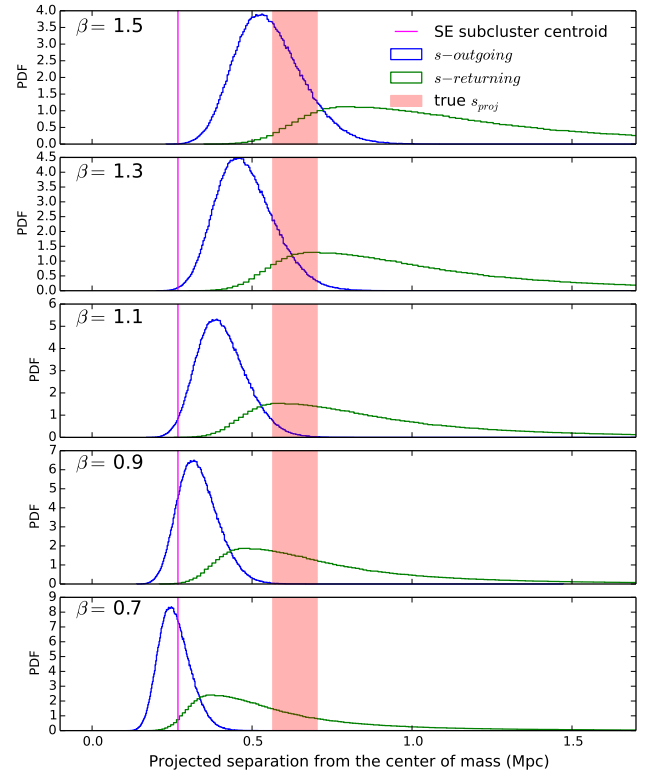 β = 1.5
PDF
4.0
3.5
3.0
2.5
2.0
1.5
1.0
0.5
0.0
SE subcluster centroid
s−outgoing
s−returning
true s_proj
β = 1.3
PDF
4.5
4.0
3.5
3.0
2.5
2.0
1.5
1.0
0.5
0.0
β = 1.1
PDF
6
5
4
3
2
1
0
β = 0.9
PDF
7
6
5
4
3
2
1
0
β = 0.7
PDF
9
8
7
6
5
4
3
2
1
0
0.0 0.5 1.0 1.5
Projected separation from the center of mass (Mpc)